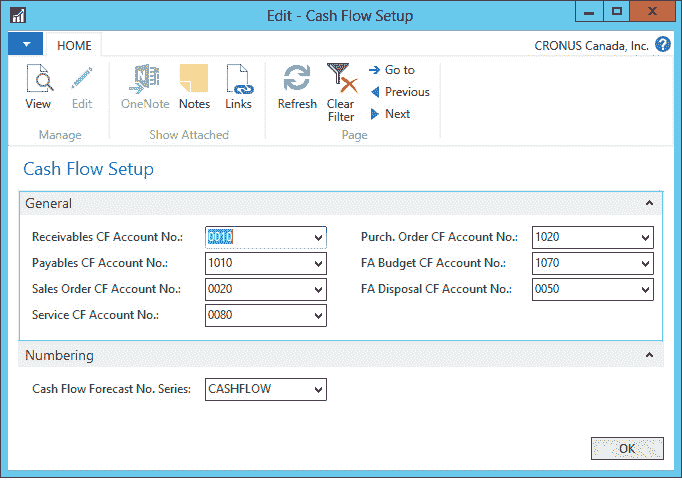 Edit - Cash Flow Setup
HOME
CRONUS Canada, Inc.
View
Edit
OneNote
Notes
Links
Refresh
Clear
Filter
Go to
Previous
Next
Manage
Show Attached
Page
Cash Flow Setup
General
Receivables CF Account No.: 0010
Purch. Order CF Account No.: 1020
Payables CF Account No.: 1010
FA Budget CF Account No.: 1070
Sales Order CF Account No.: 0020
FA Disposal CF Account No.: 0050
Service CF Account No.: 0080
Numbering
Cash Flow Forecast No. Series: CASHFLOW
OK